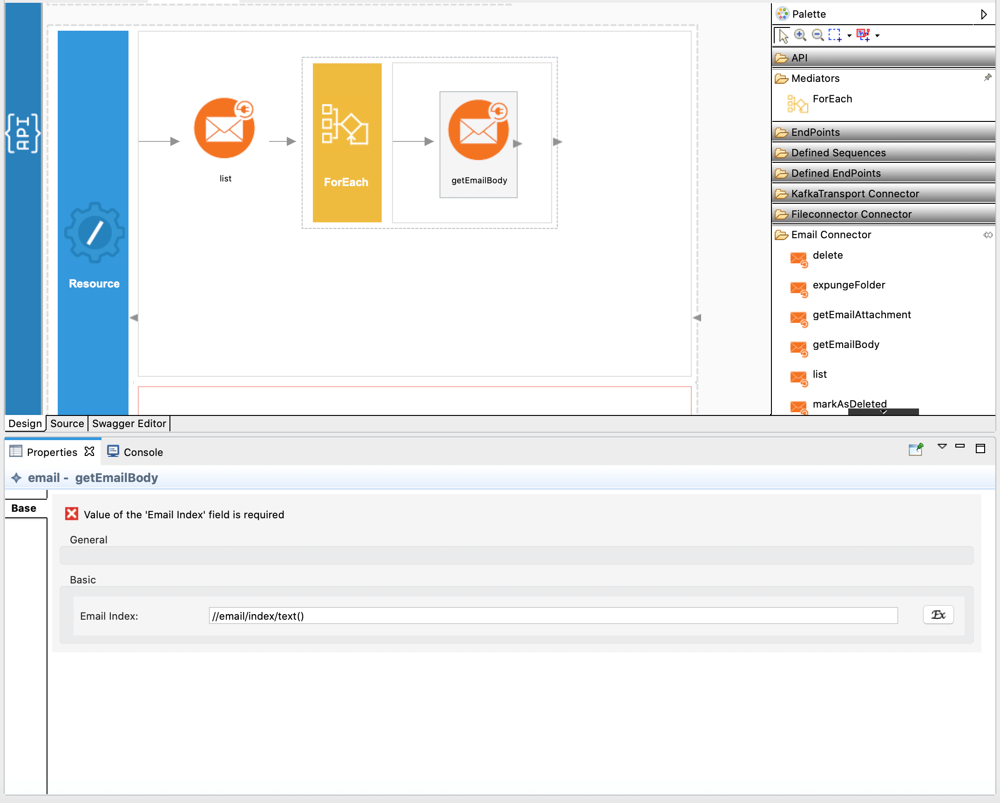 {API}
Resource
list
ForEach
getEmailBody
Palette
API
Mediators
ForEach
EndPoints
Defined Sequences
Defined EndPoints
KafkaTransport Connector
Fileconnector Connector
Email Connector
delete
expungeFolder
getEmailAttachment
getEmailBody
list
markAsDeleted
Design Source Swagger Editor
Properties Console
email - getEmailBody
Base
Value of the 'Email Index' field is required
General
Basic
Email Index: //email/index/text() Ex